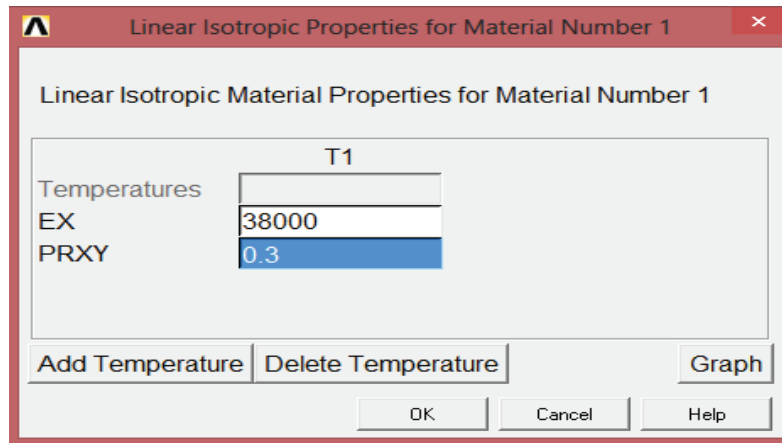 Linear Isotropic Properties for Material Number 1 ×
Linear Isotropic Material Properties for Material Number 1
T1
Temperatures
EX 38000
PRXY 0.3
Add Temperature Delete Temperature Graph
OK Cancel Help